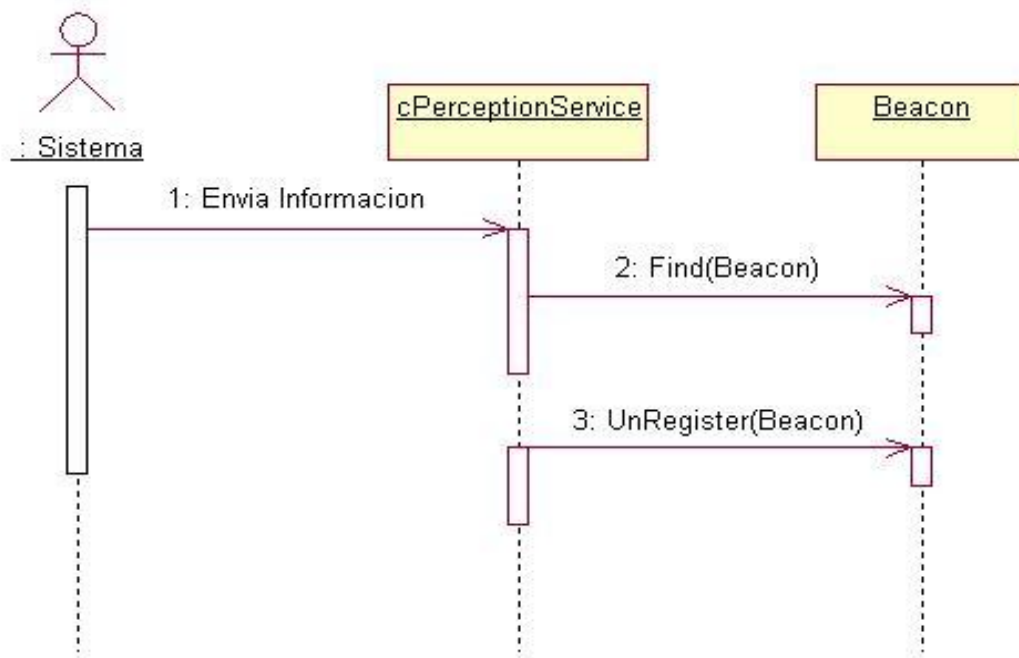 cPerceptionService
Beacon
: Sistema
1: Envia Informacion
2: Find(Beacon)
3: UnRegister(Beacon)